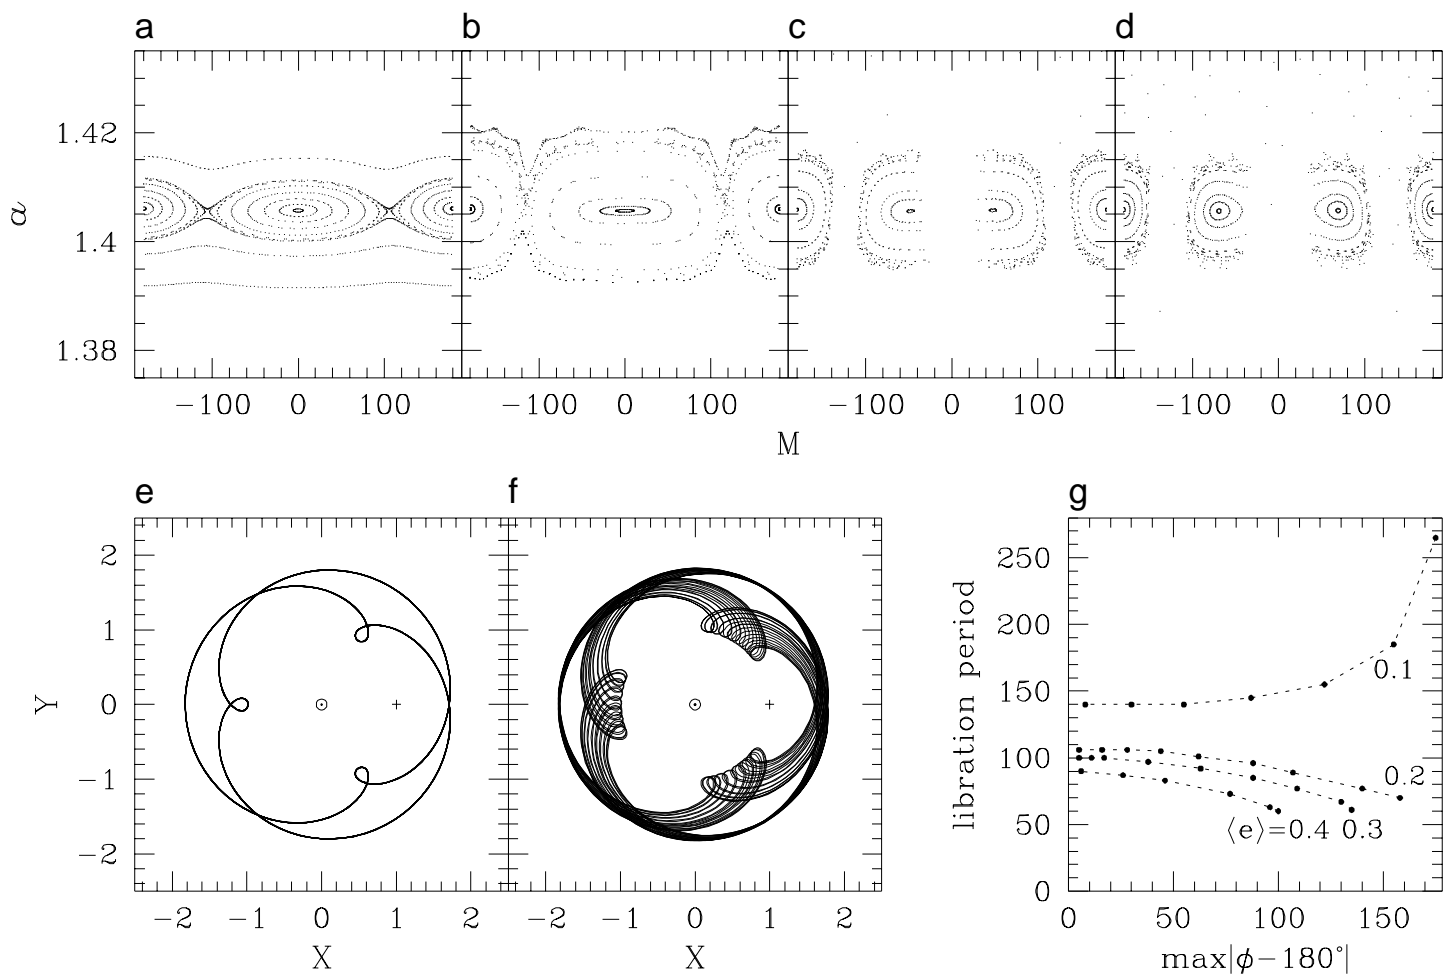 a b c d
1.42
1.4
1.38
a
−100 0 100 −100 0 100 −100 0 100 −100 0 100
M
e f g
2
1
0
−1
−2
Y
−2 −1 0 1 2
X
−2 −1 0 1 2
X
250
200
150
100
50
0
libration period
0.1
0.2
⟨e⟩=0.4 0.3
0 50 100 150
max|ϕ−180°|